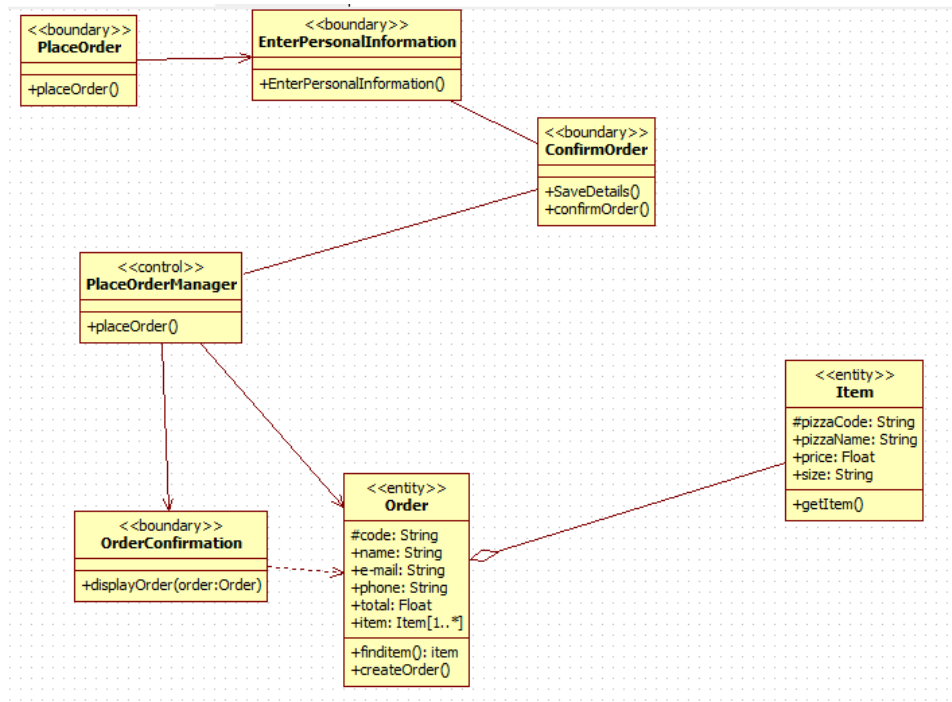 <<boundary>>
PlaceOrder
+placeOrder()
<<boundary>>
EnterPersonalInformation
+EnterPersonalInformation()
<<boundary>>
ConfirmOrder
+SaveDetails()
+confirmOrder()
<<control>>
PlaceOrderManager
+placeOrder()
<<entity>>
Item
#pizzaCode: String
+pizzaName: String
+price: Float
+size: String
+getItem()
<<boundary>>
OrderConfirmation
+displayOrder(order:Order)
<<entity>>
Order
#code: String
+name: String
+e-mail: String
+phone: String
+total: Float
+item: Item[1..*]
+finditem(): item
+createOrder()